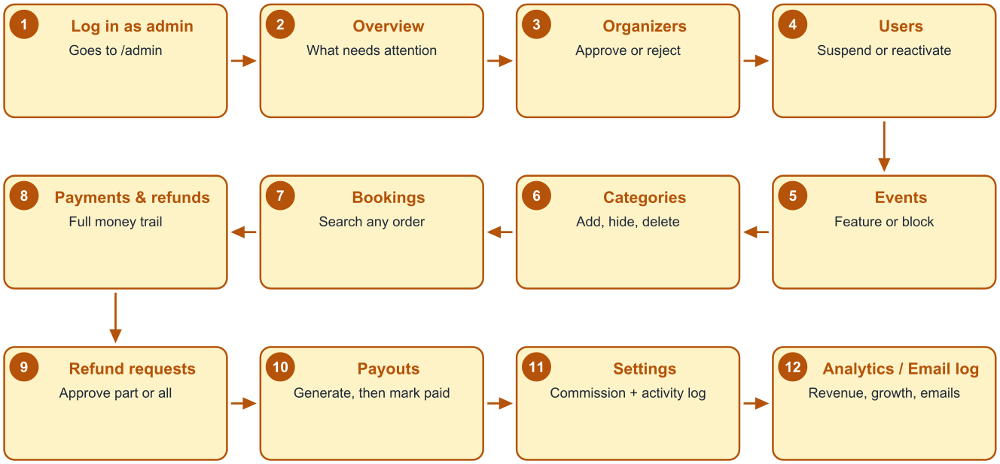 1
Log in as admin
Goes to /admin
2
Overview
What needs attention
3
Organizers
Approve or reject
4
Users
Suspend or reactivate
5
Events
Feature or block
6
Categories
Add, hide, delete
7
Bookings
Search any order
8
Payments & refunds
Full money trail
9
Refund requests
Approve part or all
10
Payouts
Generate, then mark paid
11
Settings
Commission + activity log
12
Analytics / Email log
Revenue, growth, emails